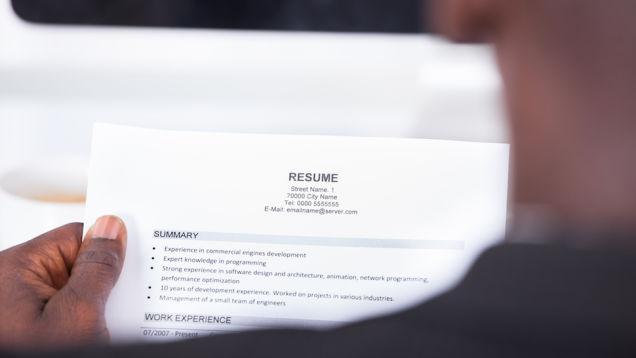 RESUME
Street Name. 1
70000 City Name
Tel: 0000 5555555
E-Mail: emailname@server.com
SUMMARY
• Experience in commercial engines development
• Expert knowledge in programming
• Strong experience in software design and architecture, animation, network programming,
performance optimization
• 10 years of development experience. Worked on projects in various industries.
• Management of a small team of engineers
WORK EXPERIENCE
07/2007 - Present